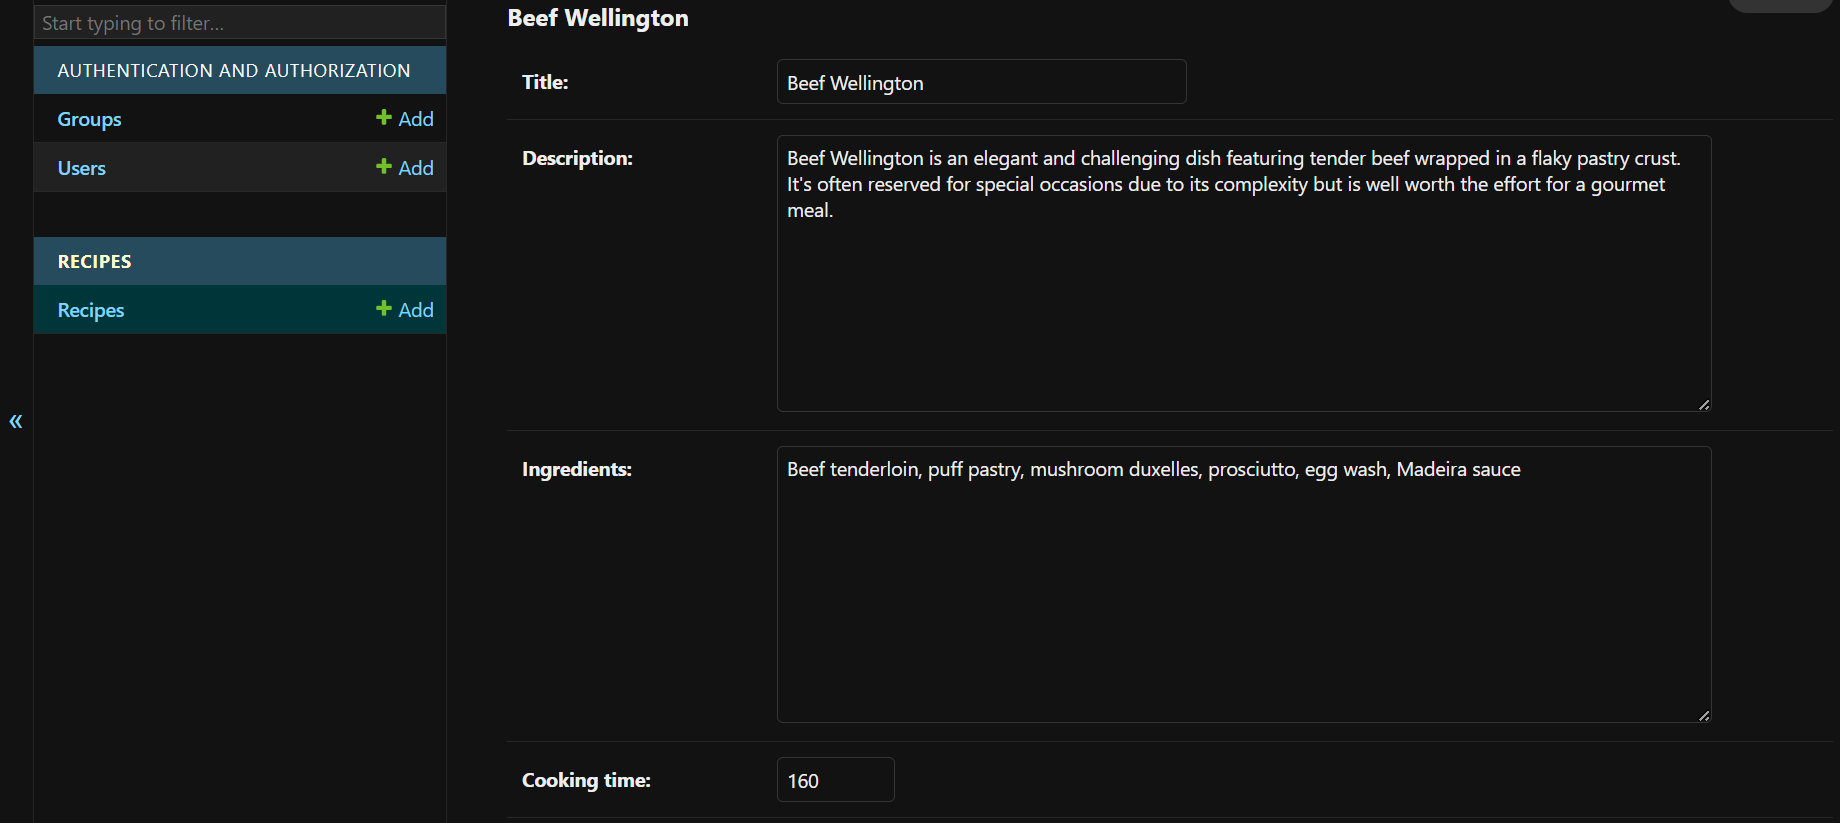 Start typing to filter...
AUTHENTICATION AND AUTHORIZATION
Groups
Add
Users
Add
RECIPES
Recipes
Add
«
Beef Wellington
Title:
Beef Wellington
Description:
Beef Wellington is an elegant and challenging dish featuring tender beef wrapped in a flaky pastry crust.
It's often reserved for special occasions due to its complexity but is well worth the effort for a gourmet
meal.
Ingredients:
Beef tenderloin, puff pastry, mushroom duxelles, prosciutto, egg wash, Madeira sauce
Cooking time:
160